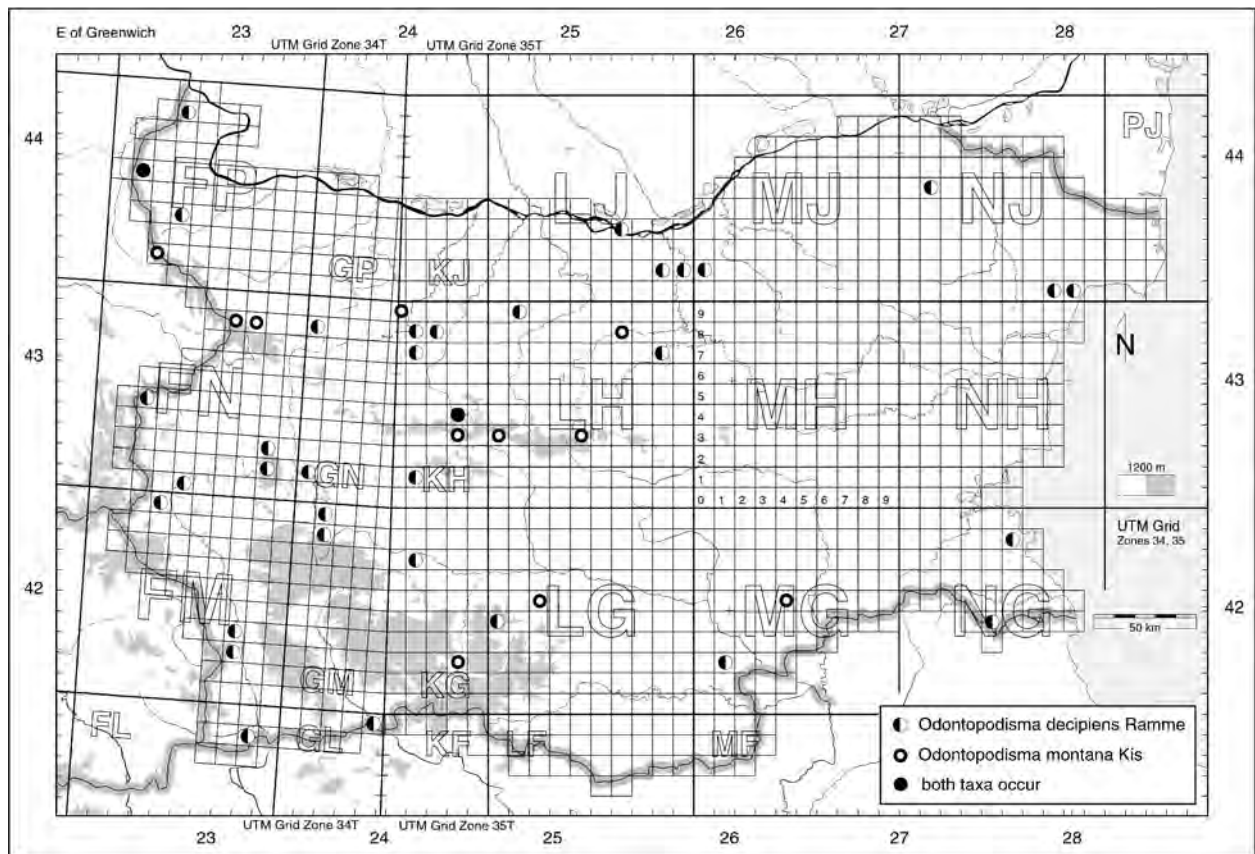 E of Greenwich 23 24 25 26 27 28
UTM Grid Zone 34T UTM Grid Zone 35T
44 44
PJ
FP LJ MJ NJ
GP KJ
9
8
43 7 43
N
6
FN LH MH NH
5
4
3
2
GN KH
1
1200 m
0 1 2 3 4 5 6 7 8 9
UTM Grid
Zones 34, 35
42 42
FM LG MG NG
50 km
GM KG
FL GL KF LF MF
Odontopodisma decipiens Ramme
Odontopodisma montana Kis
both taxa occur
UTM Grid Zone 34T UTM Grid Zone 35T
23 24 25 26 27 28